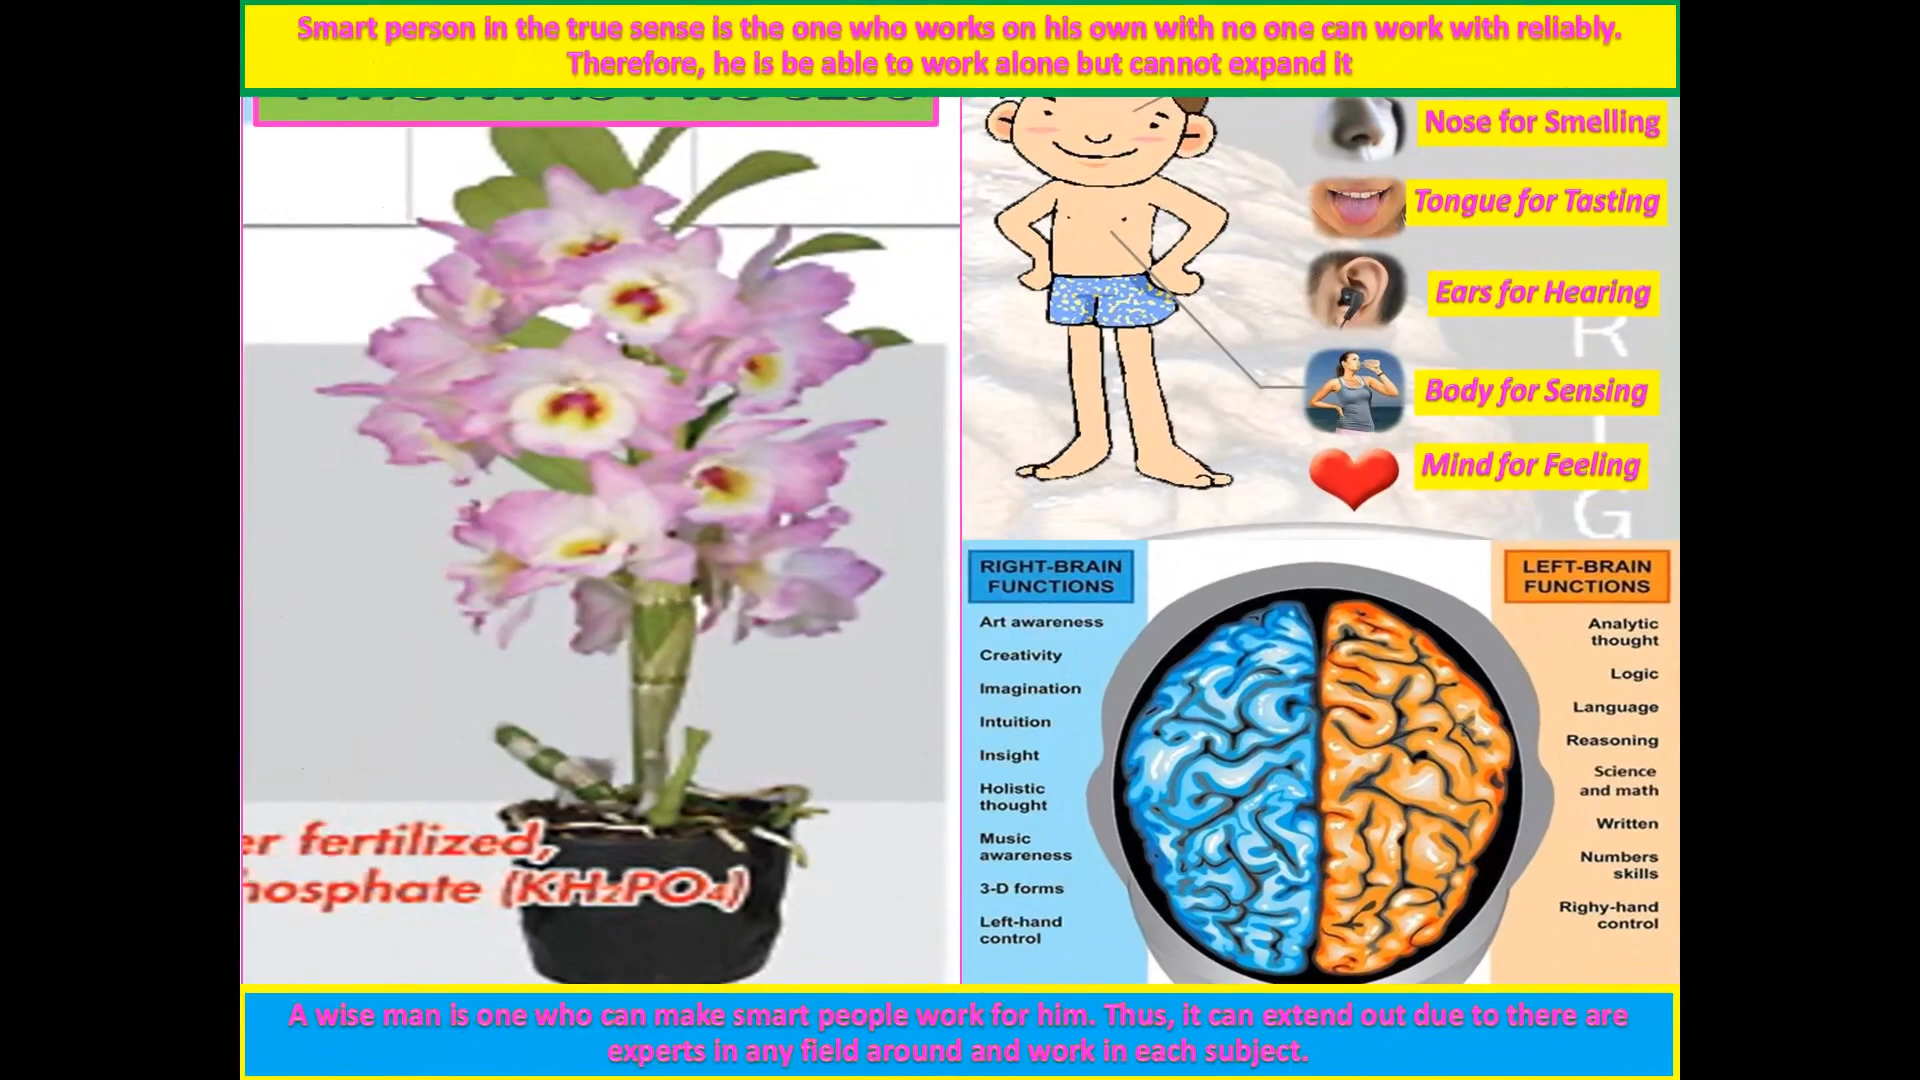 Smart person in the true sense is the one who works on his own with no one can work with reliably.
Therefore, he is be able to work alone but cannot expand it
Nose for Smelling
Tongue for Tasting
Ears for Hearing
R
Body for Sensing
Mind for Feeling
G
er fertilized,
hosphate (KH₂PO₄)
RIGHT-BRAIN
FUNCTIONS
Art awareness
Creativity
Imagination
Intuition
Insight
Holistic
thought
Music
awareness
3-D forms
Left-hand
control
LEFT-BRAIN
FUNCTIONS
Analytic
thought
Logic
Language
Reasoning
Science
and math
Written
Numbers
skills
Righy-hand
control
A wise man is one who can make smart people work for him. Thus, it can extend out due to there are
experts in any field around and work in each subject.